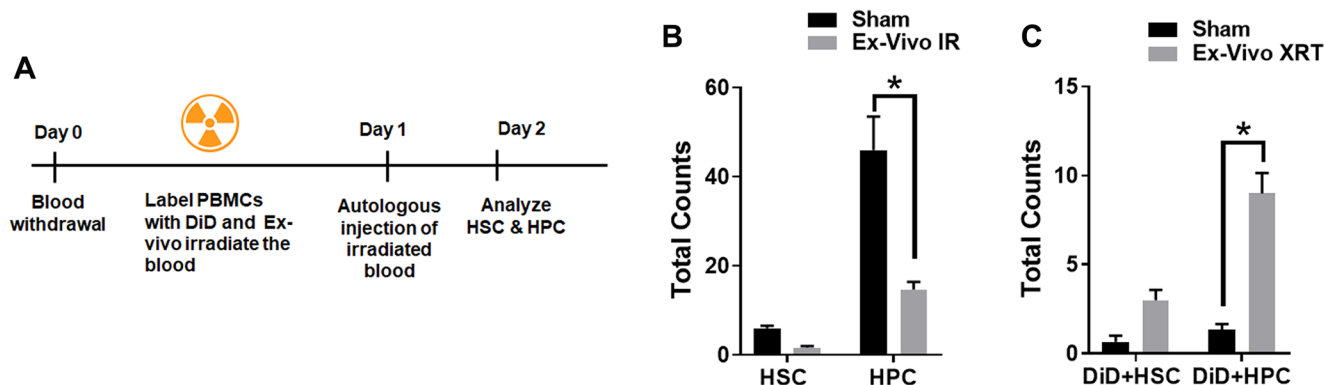 A
Day 0
Day 1
Day 2
Blood
withdrawal
Label PBMCs
with DiD and Ex-
vivo irradiate the
blood
Autologous
injection of
irradiated
blood
Analyze
HSC & HPC
B
Sham
Ex-Vivo IR
Total Counts
60
40
20
0
*
HSC
HPC
C
Sham
Ex-Vivo XRT
Total Counts
15
10
5
0
*
DiD+HSC
DiD+HPC